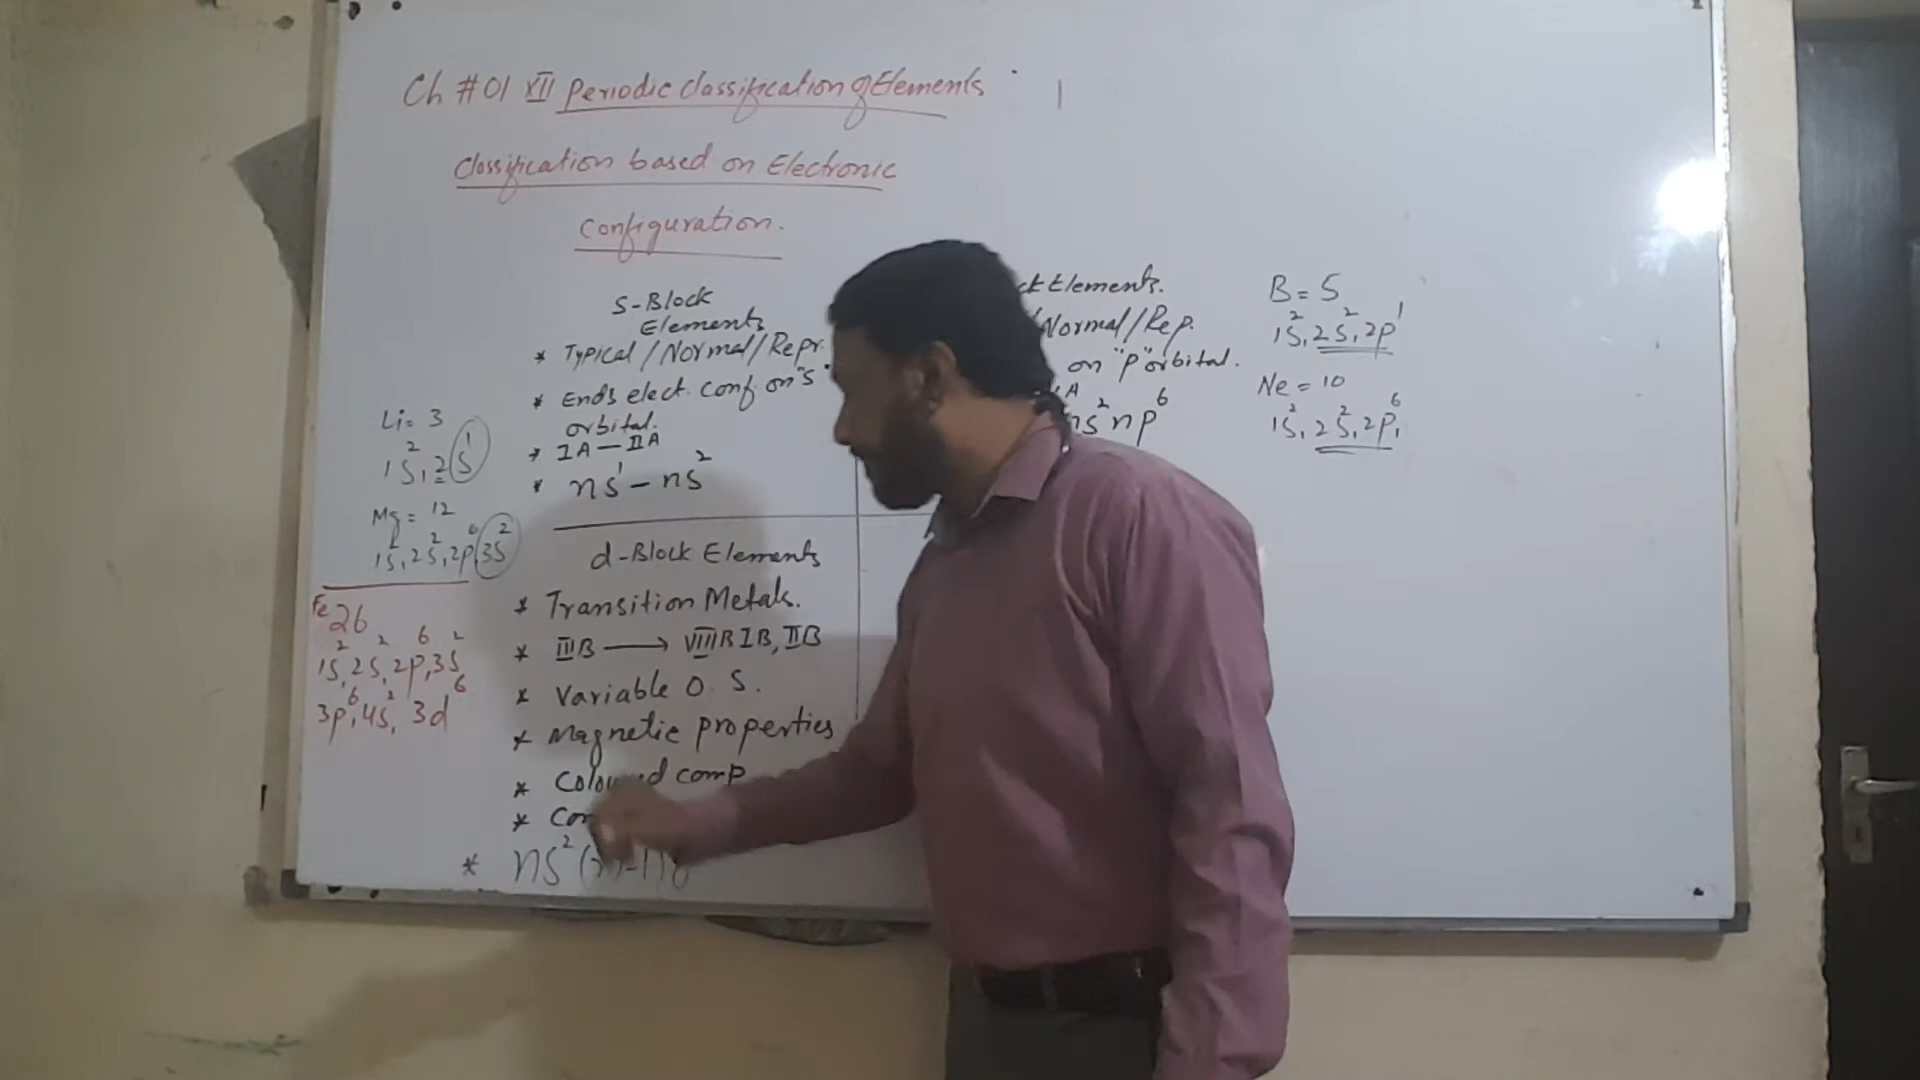 Ch #01 XII Periodic Classification of Elements
Classification based on Electronic
Configuration.
S-Block
Elements
* Typical/Normal/Repr.
* Ends elect. conf. on "s"
orbital.
* IA — IIA
* ns¹ – ns²
Li = 3
1s², 2s¹
Mg = 12
1s², 2s², 2p⁶, 3s²
Fe 26
1s², 2s², 2p⁶, 3s²
3p⁶, 4s², 3d⁶
d-Block Elements
* Transition Metals.
* IIIB → VIIIB IB, IIB
* Variable O. S.
* Magnetic properties
* Coloured comp
*
* ns² (n-1)
Elements.
Normal/Rep.
on "p" orbital.
A
ns² np⁶
B = 5
1s², 2s², 2p¹
Ne = 10
1s², 2s², 2p⁶,